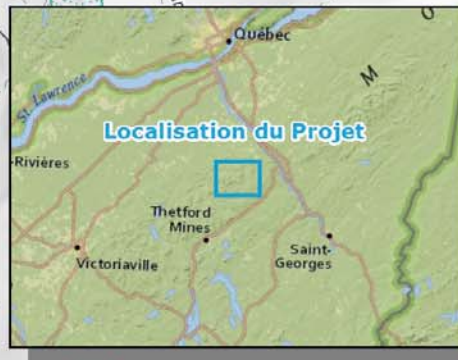 Québec
M
O
St. Lawrence
Localisation du Projet
-Rivières
Thetford
Mines
Saint-
Georges
Victoriaville